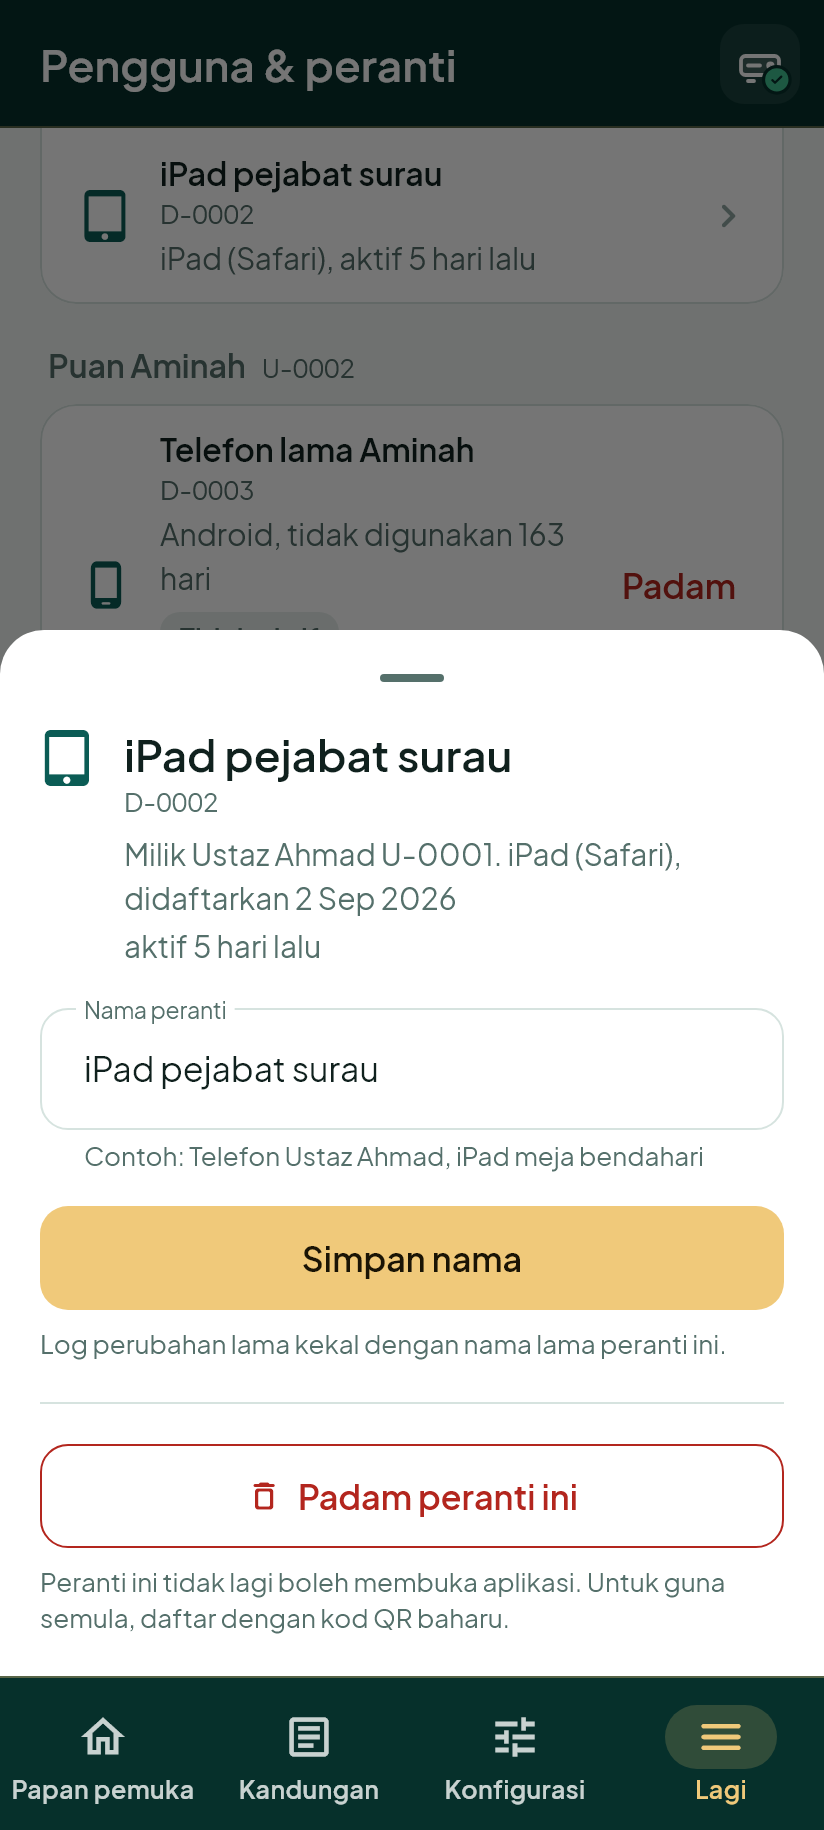 Pengguna & peranti
iPad pejabat surau
D-0002
iPad (Safari), aktif 5 hari lalu
Puan Aminah U-0002
Telefon lama Aminah
D-0003
Android, tidak digunakan 163
hari
Padam
iPad pejabat surau
D-0002
Milik Ustaz Ahmad U-0001. iPad (Safari),
didaftarkan 2 Sep 2026
aktif 5 hari lalu
Nama peranti
iPad pejabat surau
Contoh: Telefon Ustaz Ahmad, iPad meja bendahari
Simpan nama
Log perubahan lama kekal dengan nama lama peranti ini.
Padam peranti ini
Peranti ini tidak lagi boleh membuka aplikasi. Untuk guna
semula, daftar dengan kod QR baharu.
Papan pemuka
Kandungan
Konfigurasi
Lagi